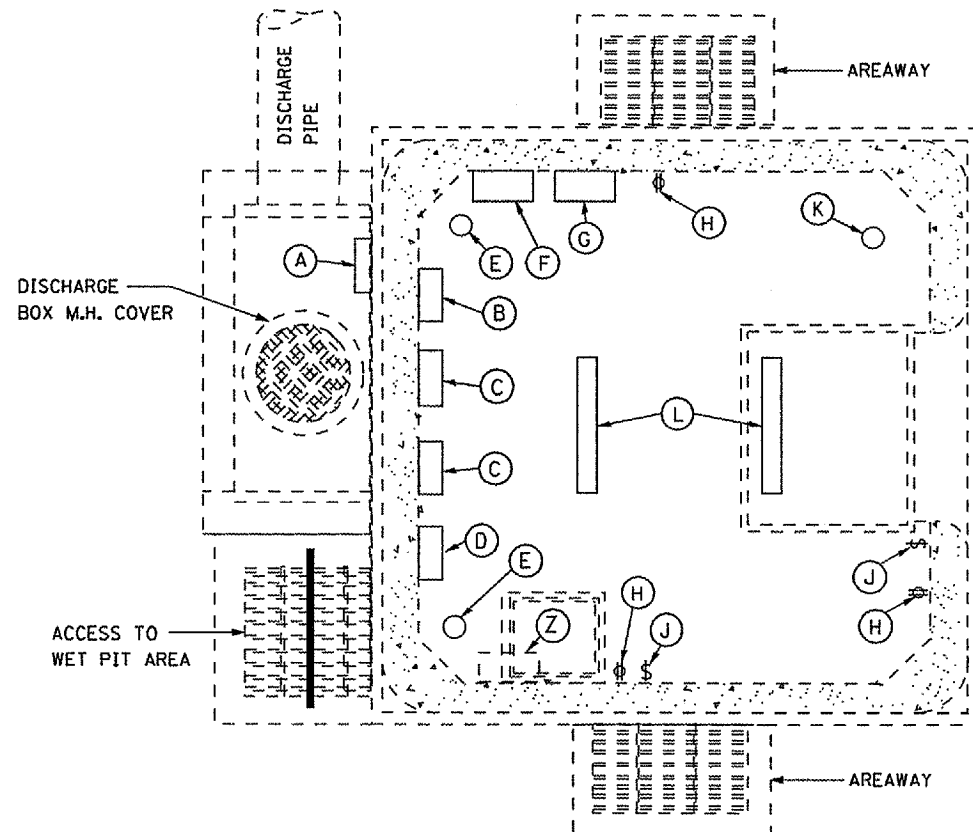 DISCHARGE
PIPE
AREAWAY
H
K
E
F
G
A
DISCHARGE
BOX M.H. COVER
B
C
L
C
D
E
J
H
H
J
Z
ACCESS TO
WET PIT AREA
AREAWAY